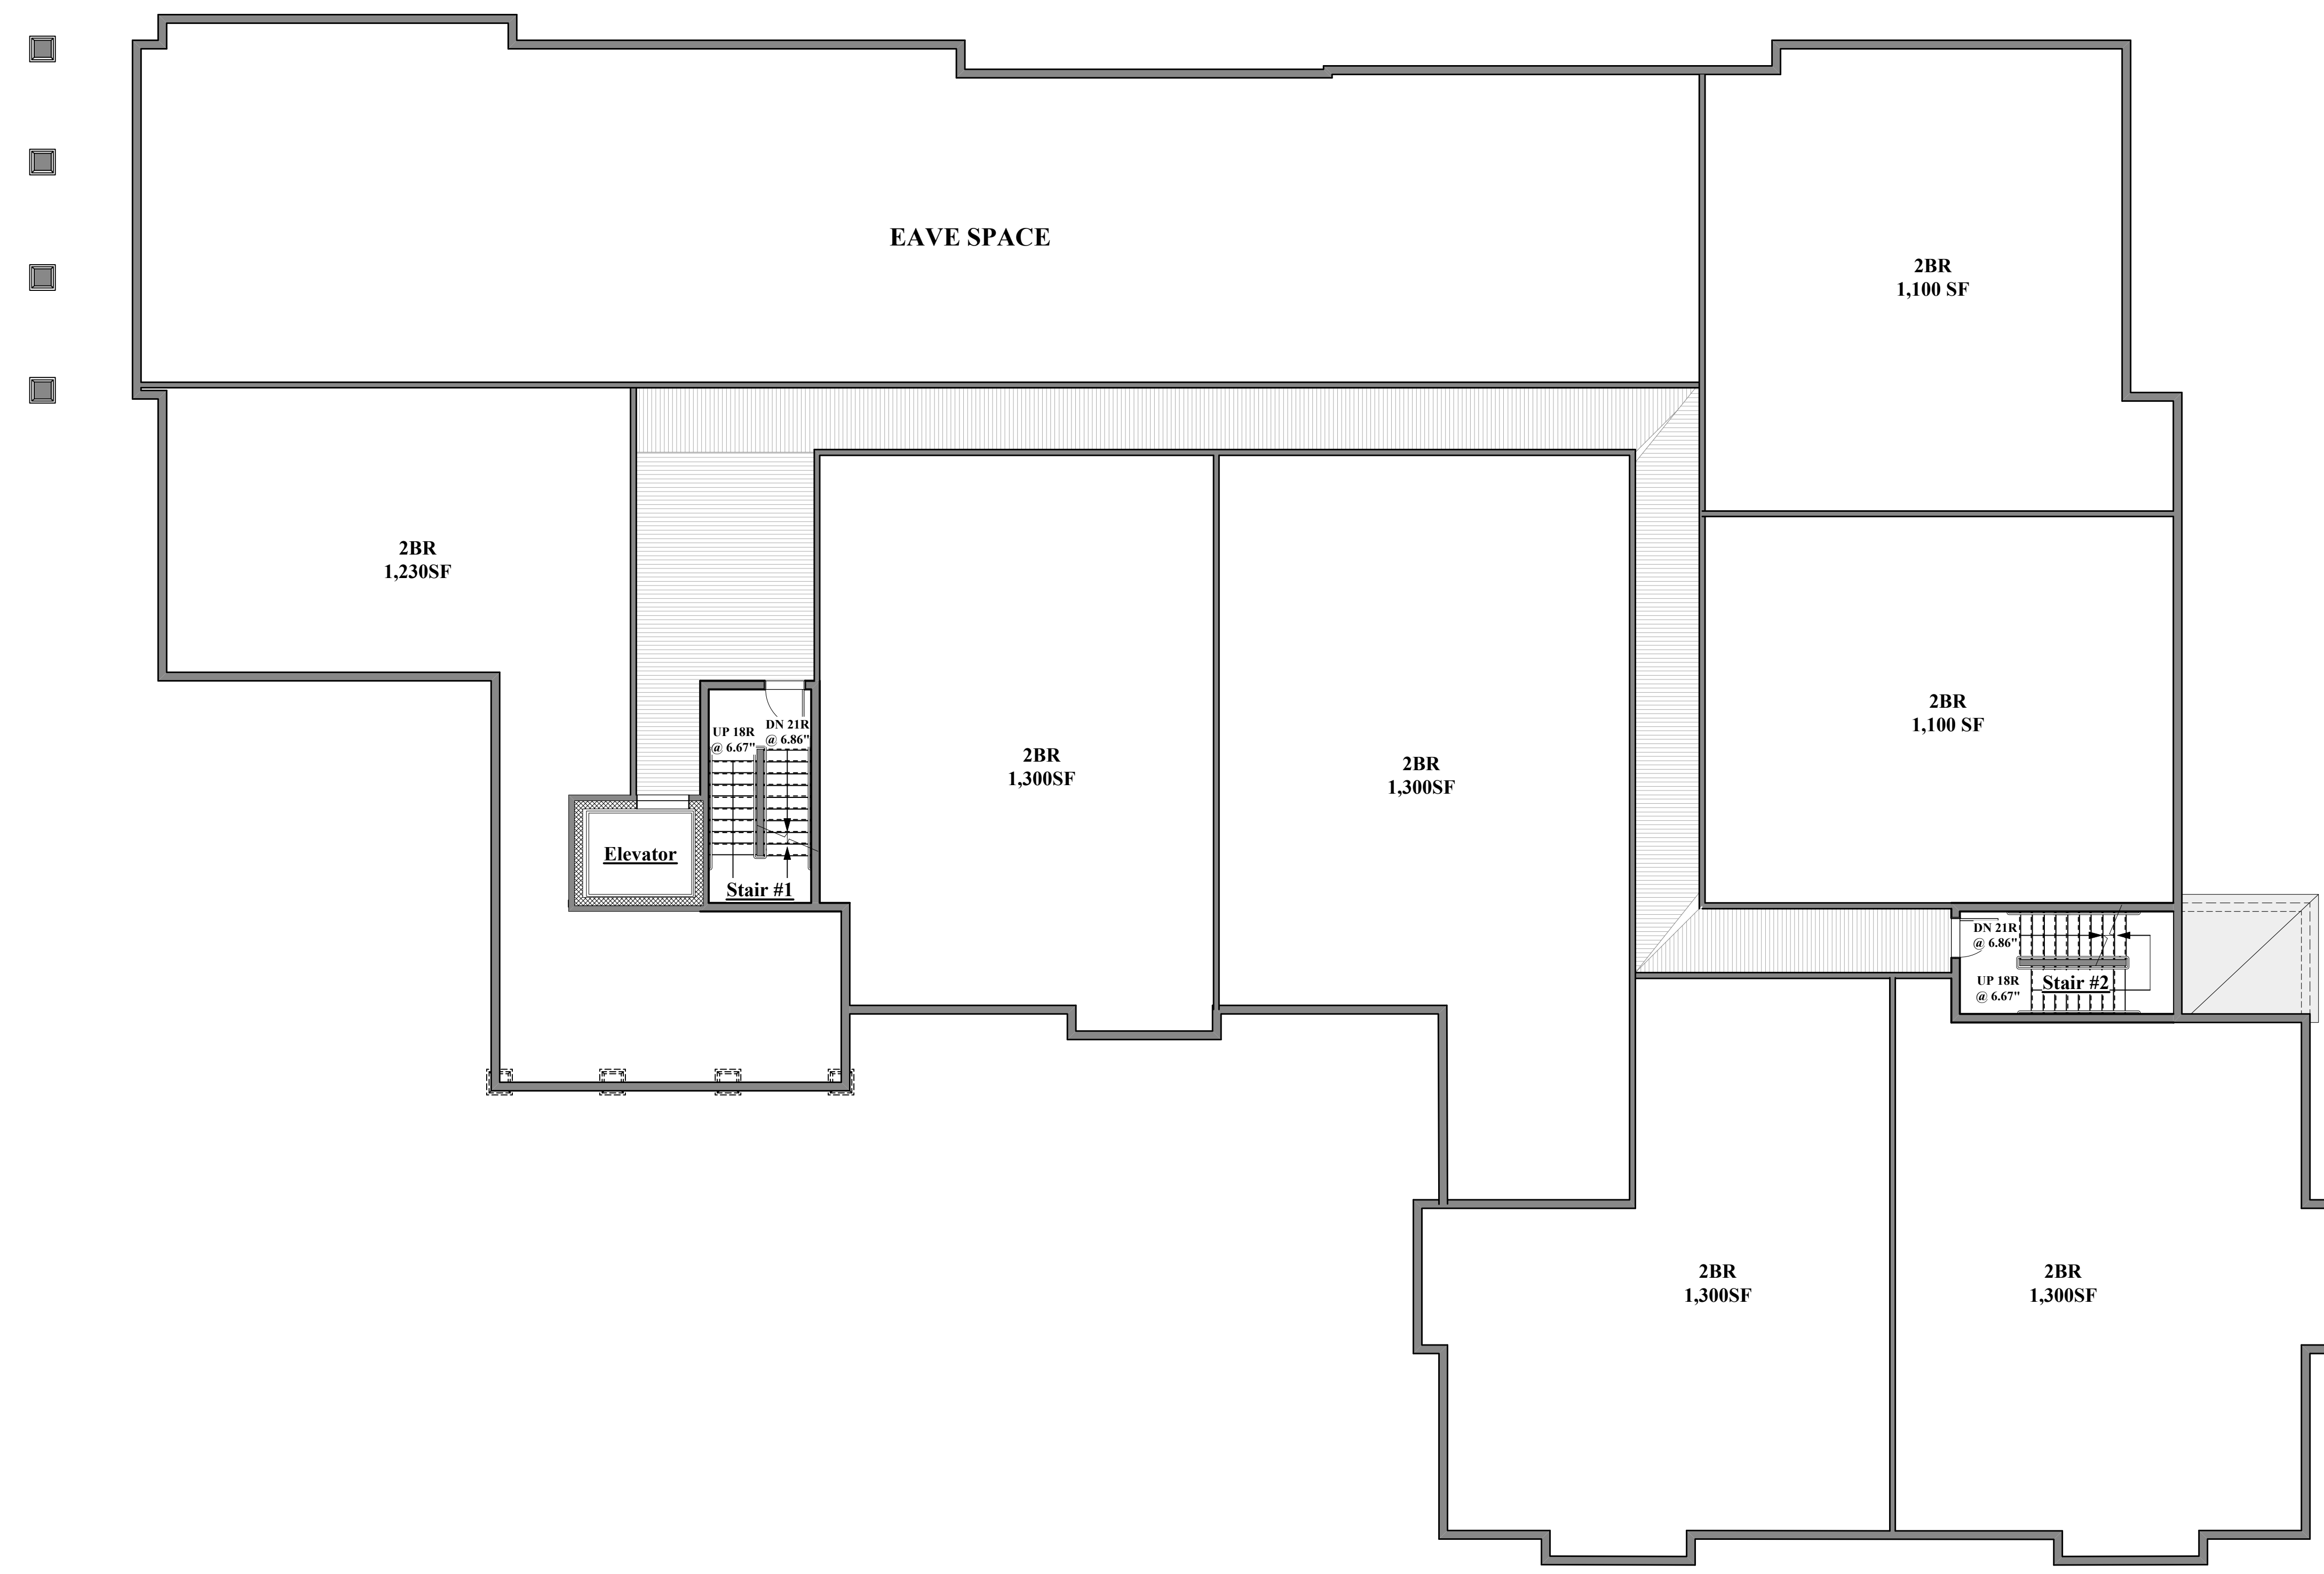 EAVE SPACE
2BR
1,100 SF
2BR
1,230SF
2BR
1,100 SF
UP 18R
@ 6.67"
DN 21R
@ 6.86"
2BR
1,300SF
2BR
1,300SF
Elevator
Stair #1
DN 21R
@ 6.86"
UP 18R
@ 6.67"
Stair #2
2BR
1,300SF
2BR
1,300SF